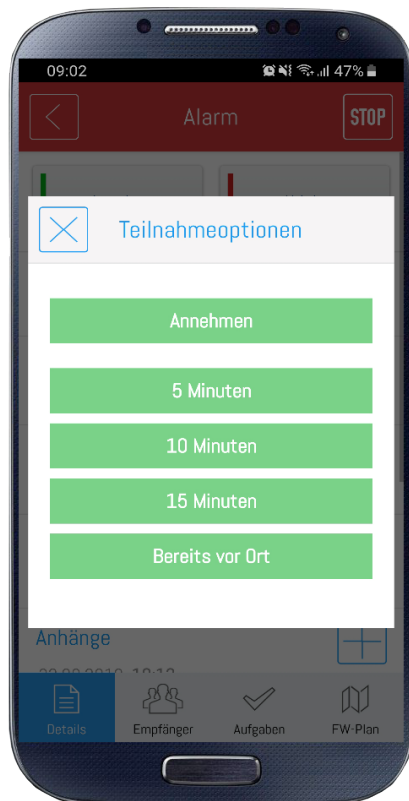 09:02
47%
Alarm
STOP
Teilnahmeoptionen
Annehmen
5 Minuten
10 Minuten
15 Minuten
Bereits vor Ort
Anhänge
Details
Empfänger
Aufgaben
FW-Plan